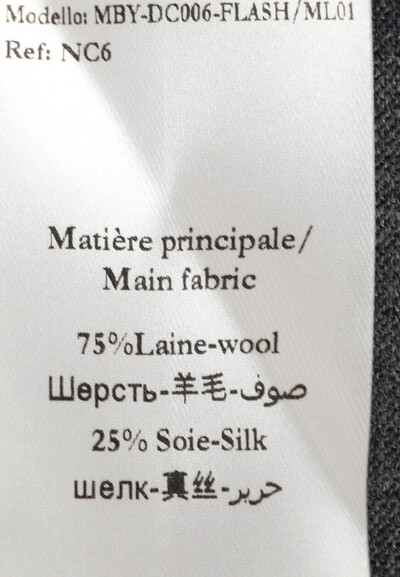 Modello: MBY-DC006-FLASH/ML01
Ref: NC6
Matière principale/
Main fabric
75%Laine-wool
Шерсть-羊毛-صوف
25% Soie-Silk
шелк-真丝-حرير